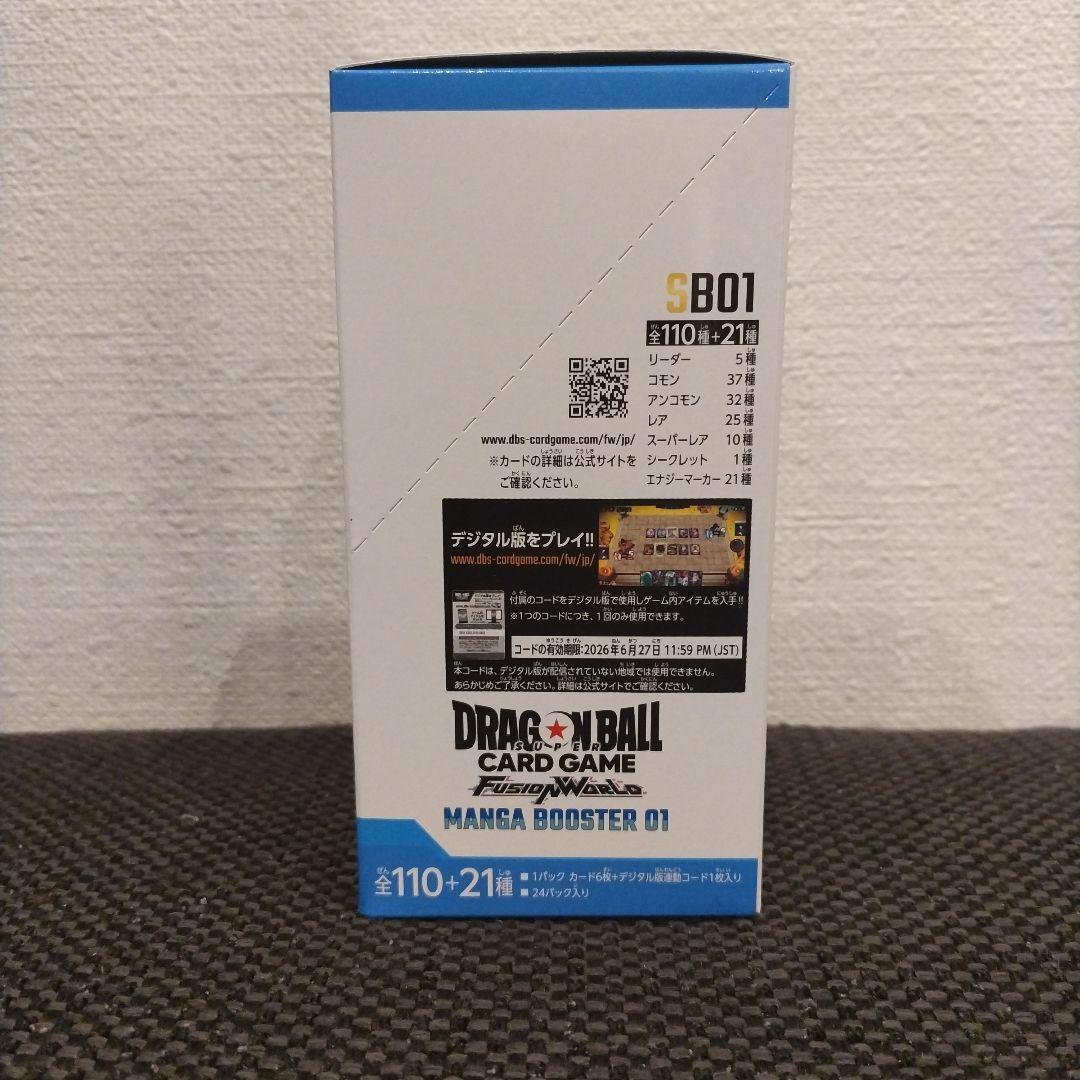 SB01
全110種+21種
リーダー 5種
コモン 37種
アンコモン 32種
レア 25種
スーパーレア 10種
シークレット 1種
エナジーマーカー 21種
www.dbs-cardgame.com/fw/jp/
※カードの詳細は公式サイトを
ご確認ください。
デジタル版をプレイ!!
www.dbs-cardgame.com/fw/jp/
付属のコードをデジタル版で使用しゲーム内アイテムを入手!!
※1つのコードにつき、1回のみ使用できます。
コードの有効期限:2026年6月27日 11:59 PM (JST)
本コードは、デジタル版が配信されていない地域では使用できません。
あらかじめご了承ください。詳細は公式サイトでご確認ください。
DRAGON BALL
SUPER
CARD GAME
FUSION WORLD
MANGA BOOSTER 01
全110+21種
■ 1パック カード6枚+デジタル版連動コード1枚入り
■ 24パック入り